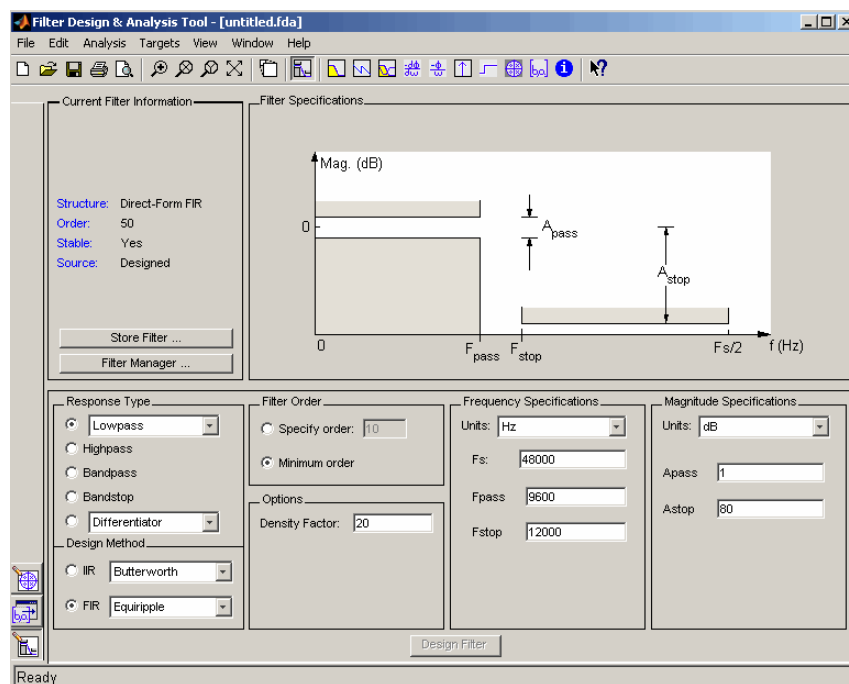 Filter Design & Analysis Tool - [untitled.fda]
File Edit Analysis Targets View Window Help
Current Filter Information
Structure: Direct-Form FIR
Order: 50
Stable: Yes
Source: Designed
Store Filter ...
Filter Manager ...
Filter Specifications
Mag. (dB)
0
A pass
A stop
0
F pass
F stop
Fs/2
f (Hz)
Response Type
Lowpass
Highpass
Bandpass
Bandstop
Differentiator
Design Method
IIR Butterworth
FIR Equiripple
Filter Order
Specify order: 10
Minimum order
Options
Density Factor: 20
Frequency Specifications
Units: Hz
Fs: 48000
Fpass 9600
Fstop 12000
Magnitude Specifications
Units: dB
Apass 1
Astop 80
Design Filter
Ready